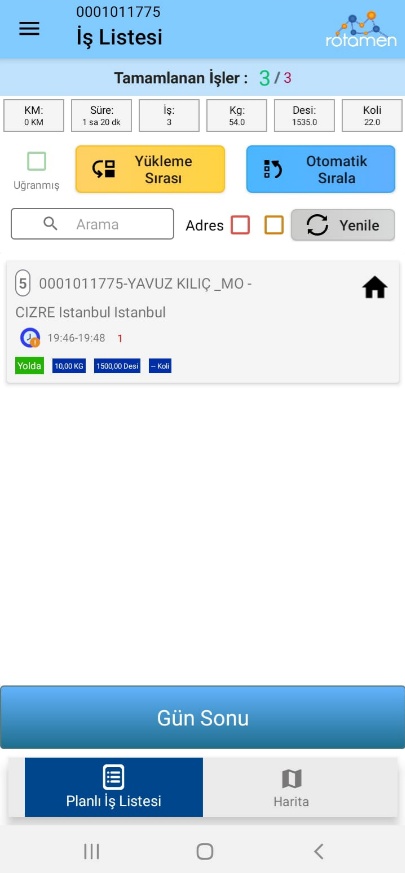 0001011775
İş Listesi
rotamen
Tamamlanan İşler : 3 / 3
KM:
0 KM
Süre:
1 sa 20 dk
İş:
3
Kg:
54.0
Desi:
1535.0
Koli
22.0
Uğranmış
Yükleme
Sırası
Otomatik
Sırala
Arama
Adres
Yenile
5 0001011775-YAVUZ KILIÇ _MO -
CIZRE Istanbul Istanbul
19:46-19:48 1
Yolda 10,00 KG 1500,00 Desi -- Koli
Gün Sonu
Planlı İş Listesi
Harita